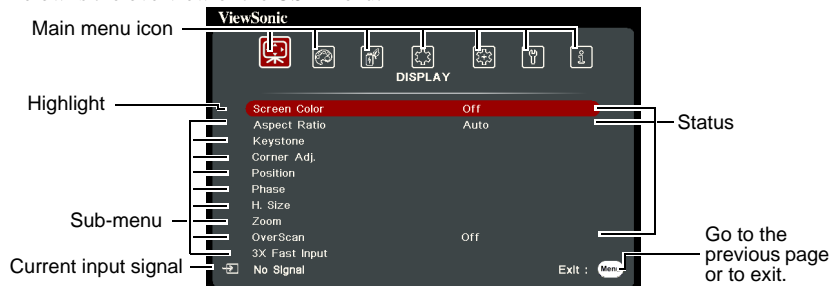 ViewSonic
Main menu icon
DISPLAY
Highlight
Screen Color Off
Aspect Ratio Auto
Status
Keystone
Corner Adj.
Position
Phase
H. Size
Sub-menu
Zoom
OverScan Off
3X Fast Input
Current input signal
No Signal
Exit : Menu
Go to the
previous page
or to exit.